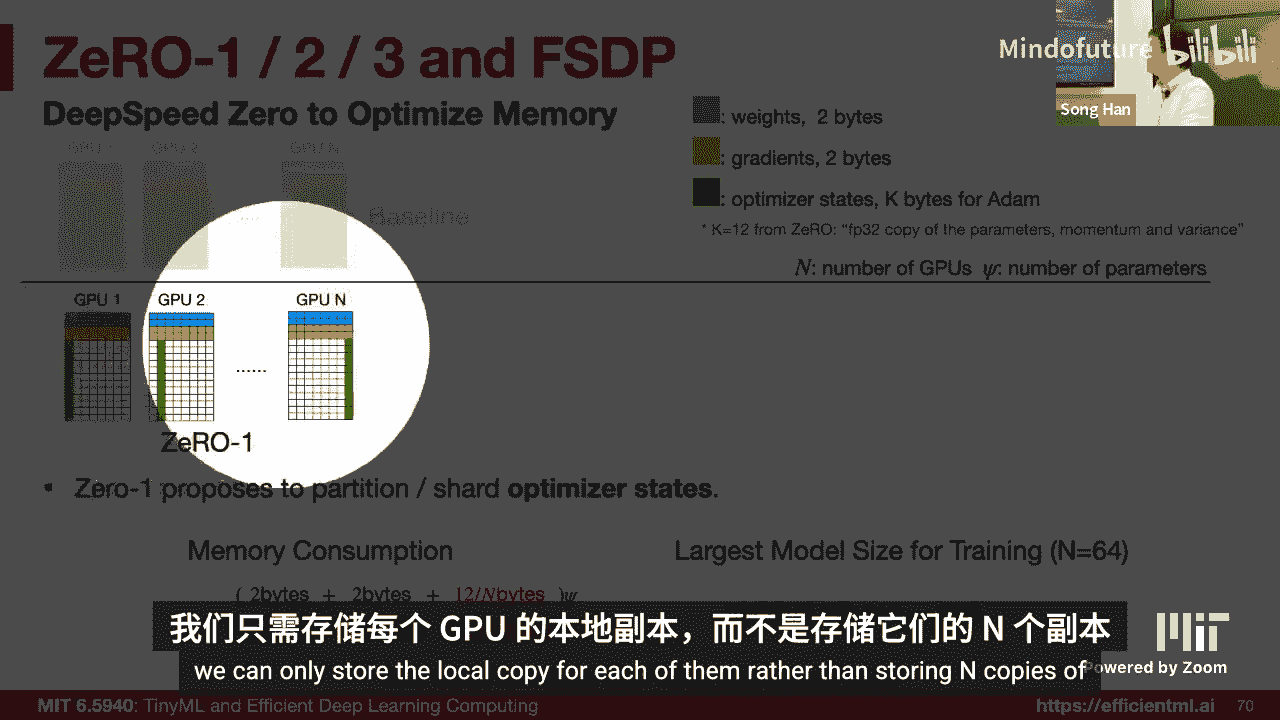 ZeRO-1 / 2 / 3 and FSDP
Mindofuture bilibili
DeepSpeed Zero to Optimize Memory
Song Han
: weights, 2 bytes
: gradients, 2 bytes
: optimizer states, K bytes for Adam
* K=12 from ZeRO: “fp32 copy of the parameters, momentum and variance”
N: number of GPUs ψ: number of parameters
Baseline
GPU 1 GPU 2 GPU N
......
ZeRO-1
• Zero-1 proposes to partition / shard optimizer states.
Memory Consumption
Largest Model Size for Training (N=64)
( 2bytes + 2bytes + 12/Nbytes )ψ
我们只需存储每个 GPU 的本地副本，而不是存储它们的 N 个副本
we can only store the local copy for each of them rather than storing N copies of
MIT
Powered by Zoom
MIT 6.5940: TinyML and Efficient Deep Learning Computing
https://efficientml.ai 70